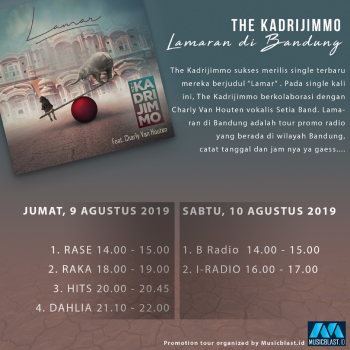 THE KADRIJIMMO
Lamaran di Bandung
Lamar
THE
KADRIJIMMO
Feat. Charly Van Houten
The Kadrijimmo sukses merilis single terbaru
mereka berjudul "Lamar" . Pada single kali
ini, The Kadrijimmo berkolaborasi dengan
Charly Van Houten vokalis Setia Band. Lama-
ran di Bandung adalah tour promo radio
yang berada di wilayah Bandung,
catat tanggal dan jam nya ya gaess....
JUMAT, 9 AGUSTUS 2019
1. RASE 14.00 - 15.00
2. RAKA 18.00 - 19.00
3. HITS 20.00 - 20.45
4. DAHLIA 21.10 - 22.00
SABTU, 10 AGUSTUS 2019
1. B Radio 14.00 - 15.00
2. I-RADIO 16.00 - 17.00
Promotion tour organized by Musicblast.id
MUSICBLAST.ID